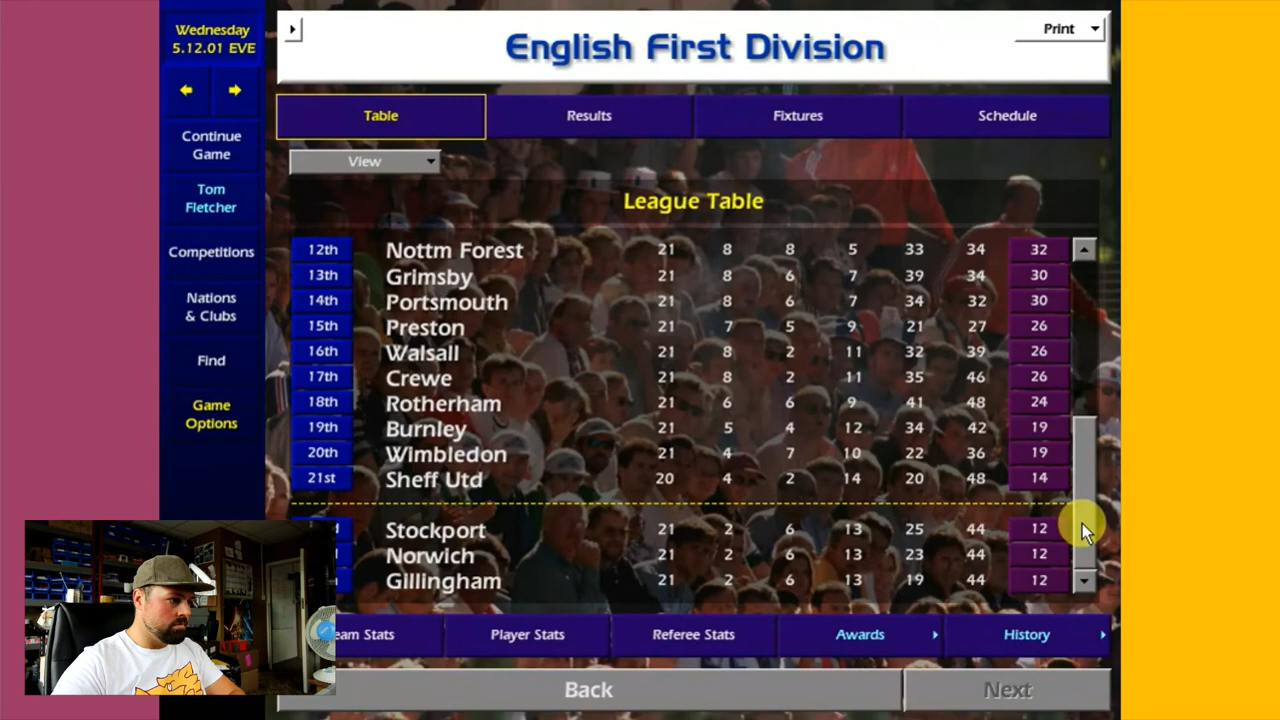 Wednesday
5.12.01 EVE
English First Division
Print
Table Results Fixtures Schedule
Continue
Game
View
Tom
Fletcher
League Table
Competitions
12th Nottm Forest 21 8 8 5 33 34 32
13th Grimsby 21 8 6 7 39 34 30
Nations
& Clubs
14th Portsmouth 21 8 6 7 34 32 30
15th Preston 21 7 5 9 21 27 26
Find
16th Walsall 21 8 2 11 32 39 26
17th Crewe 21 8 2 11 35 46 26
Game
Options
18th Rotherham 21 6 6 9 41 48 24
19th Burnley 21 5 4 12 34 42 19
20th Wimbledon 21 4 7 10 22 36 19
21st Sheff Utd 20 4 2 14 20 48 14
Stockport 21 2 6 13 25 44 12
Norwich 21 2 6 13 23 44 12
Gillingham 21 2 6 13 19 44 12
Stats Player Stats Referee Stats Awards History
Back Next